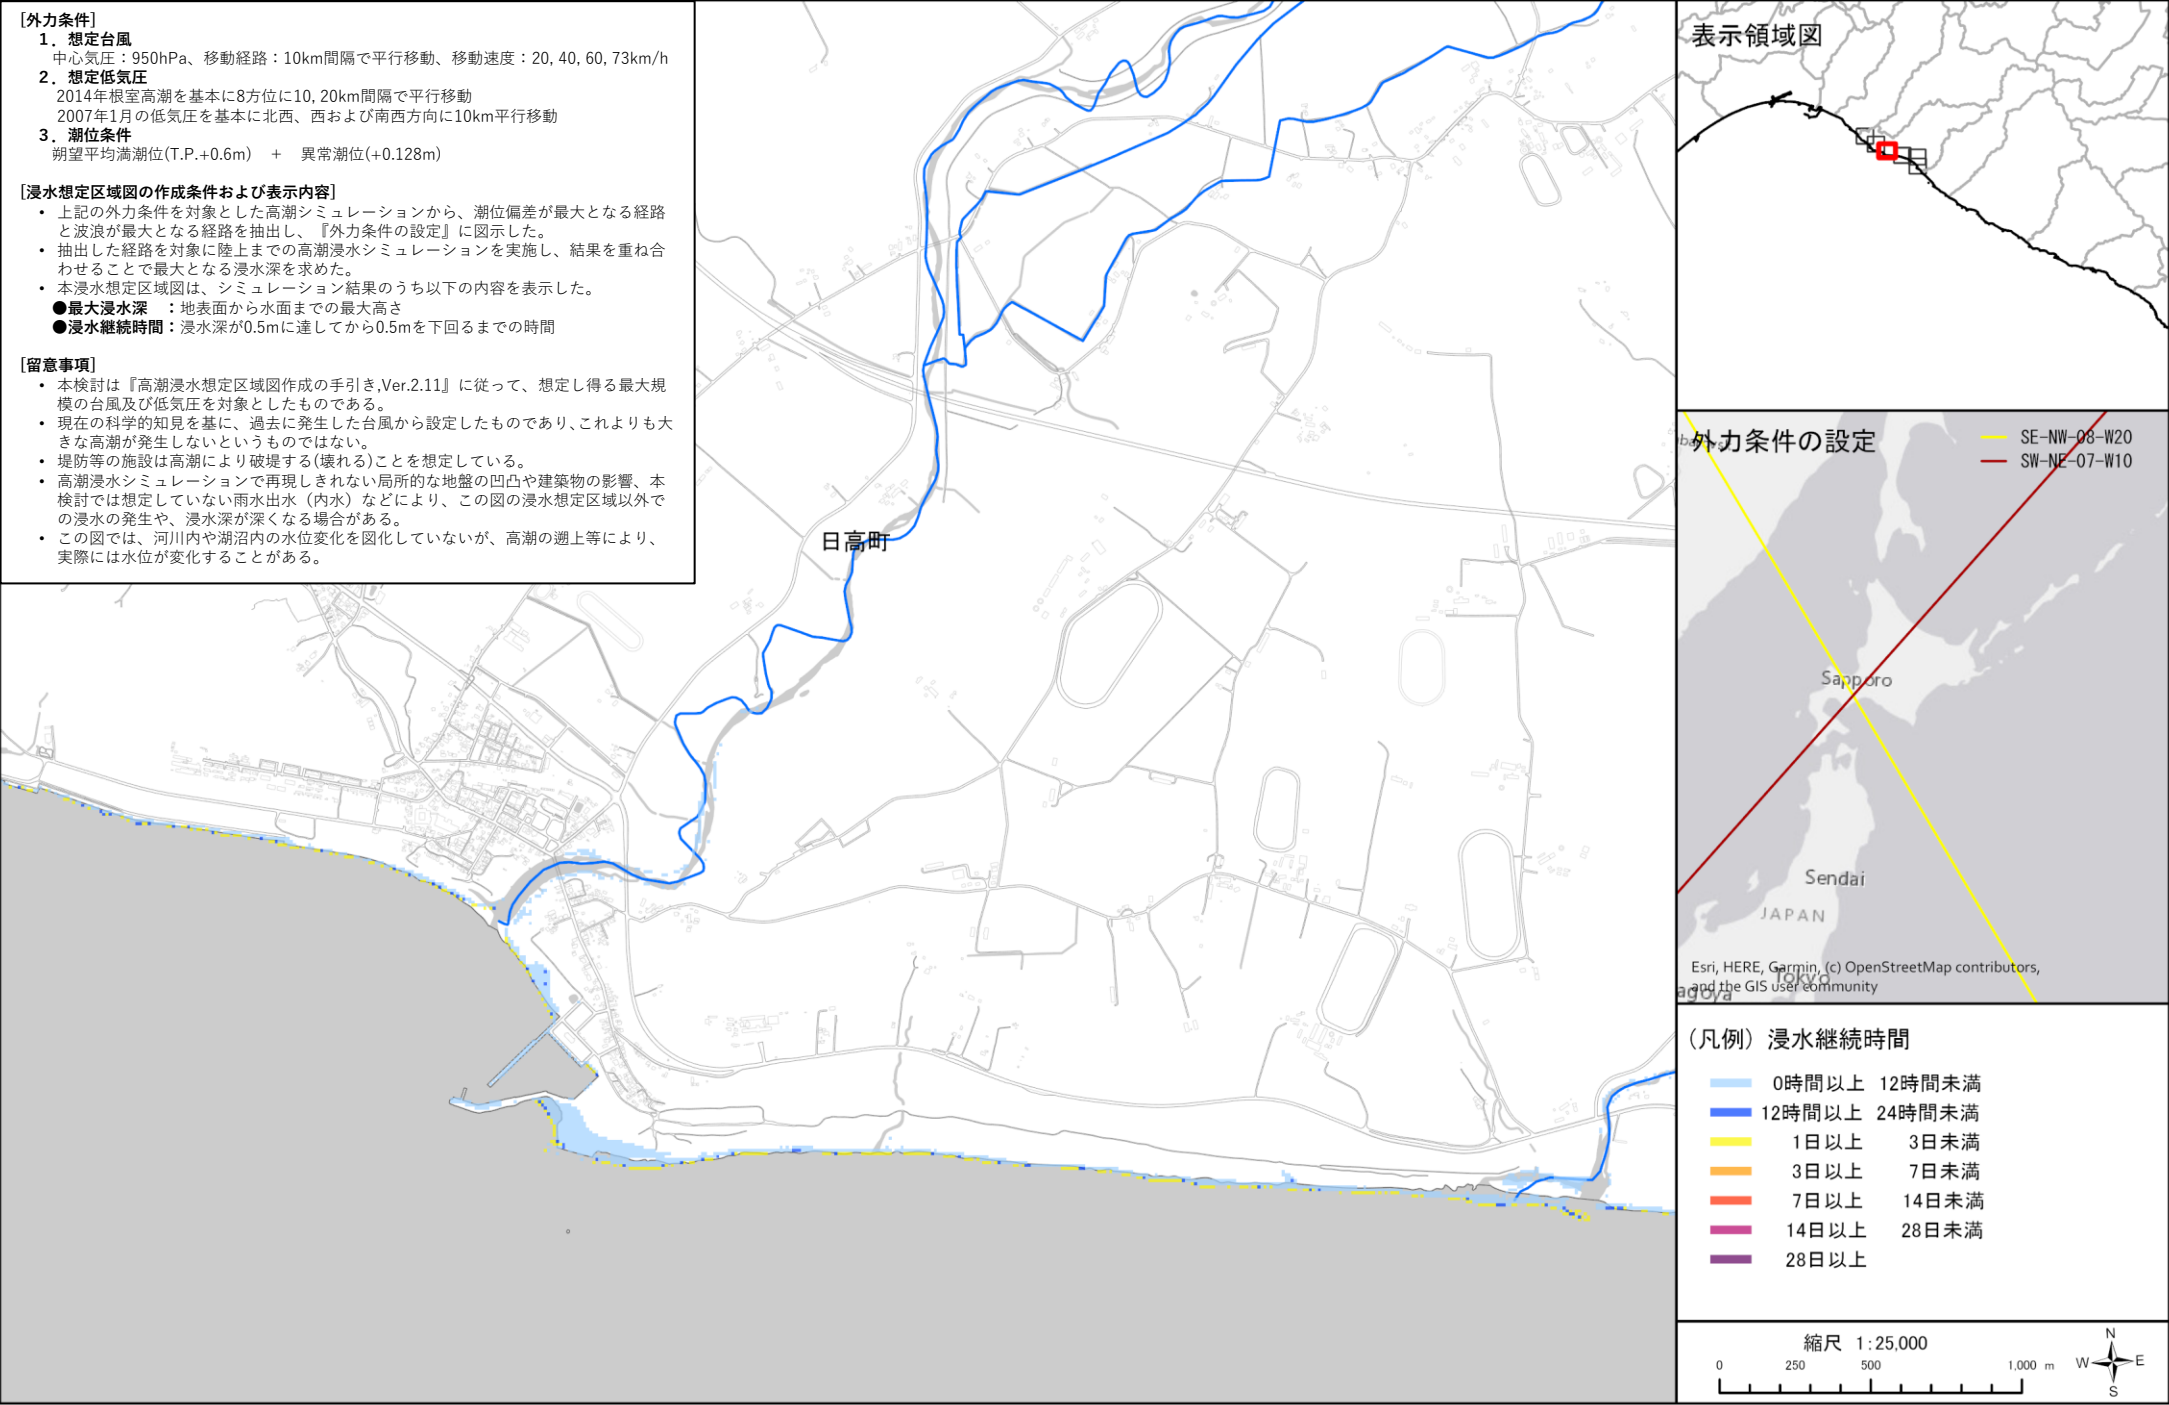 [外力条件]
1．想定台風
中心気圧：950hPa、移動経路：10km間隔で平行移動、移動速度：20, 40, 60, 73km/h
2．想定低気圧
2014年根室高潮を基本に8方位に10, 20km間隔で平行移動
2007年1月の低気圧を基本に北西、西および南西方向に10km平行移動
3．潮位条件
朔望平均満潮位(T.P.+0.6m)　+　異常潮位(+0.128m)
[浸水想定区域図の作成条件および表示内容]
• 上記の外力条件を対象とした高潮シミュレーションから、潮位偏差が最大となる経路
と波浪が最大となる経路を抽出し、『外力条件の設定』に図示した。
• 抽出した経路を対象に陸上までの高潮浸水シミュレーションを実施し、結果を重ね合
わせることで最大となる浸水深を求めた。
• 本浸水想定区域図は、シミュレーション結果のうち以下の内容を表示した。
●最大浸水深　：地表面から水面までの最大高さ
●浸水継続時間：浸水深が0.5mに達してから0.5mを下回るまでの時間
[留意事項]
• 本検討は『高潮浸水想定区域図作成の手引き,Ver.2.11』に従って、想定し得る最大規
模の台風及び低気圧を対象としたものである。
• 現在の科学的知見を基に、過去に発生した台風から設定したものであり、これよりも大
きな高潮が発生しないというものではない。
• 堤防等の施設は高潮により破堤する(壊れる)ことを想定している。
• 高潮浸水シミュレーションで再現しきれない局所的な地盤の凹凸や建築物の影響、本
検討では想定していない雨水出水（内水）などにより、この図の浸水想定区域以外で
の浸水の発生や、浸水深が深くなる場合がある。
• この図では、河川内や湖沼内の水位変化を図化していないが、高潮の遡上等により、
実際には水位が変化することがある。
日高町
表示領域図
外力条件の設定
SE-NW-08-W20
SW-NE-07-W10
Sapporo
Sendai
JAPAN
Tokyo
agoya
Esri, HERE, Garmin, (c) OpenStreetMap contributors,
and the GIS user community
（凡例）浸水継続時間
0時間以上 12時間未満
12時間以上 24時間未満
1日以上 3日未満
3日以上 7日未満
7日以上 14日未満
14日以上 28日未満
28日以上
縮尺 1:25,000
0 250 500 1,000 m
N
W E
S